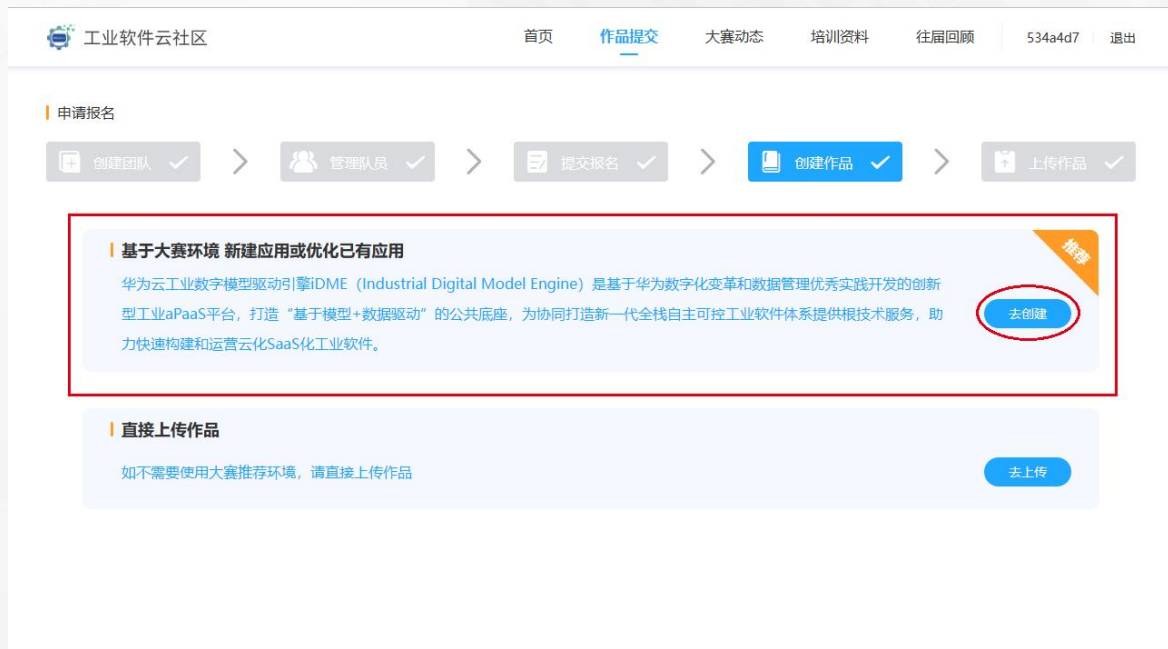 工业软件云社区
首页 作品提交 大赛动态 培训资料 往届回顾 534a4d7 退出
申请报名
创建团队 管理队员 提交报名 创建作品 上传作品
基于大赛环境 新建应用或优化已有应用
推荐
华为云工业数字模型驱动引擎iDME（Industrial Digital Model Engine）是基于华为数字化变革和数据管理优秀实践开发的创新
型工业aPaaS平台，打造“基于模型+数据驱动”的公共底座，为协同打造新一代全栈自主可控工业软件体系提供根技术服务，助
力快速构建和运营云化SaaS化工业软件。
去创建
直接上传作品
如不需要使用大赛推荐环境，请直接上传作品
去上传